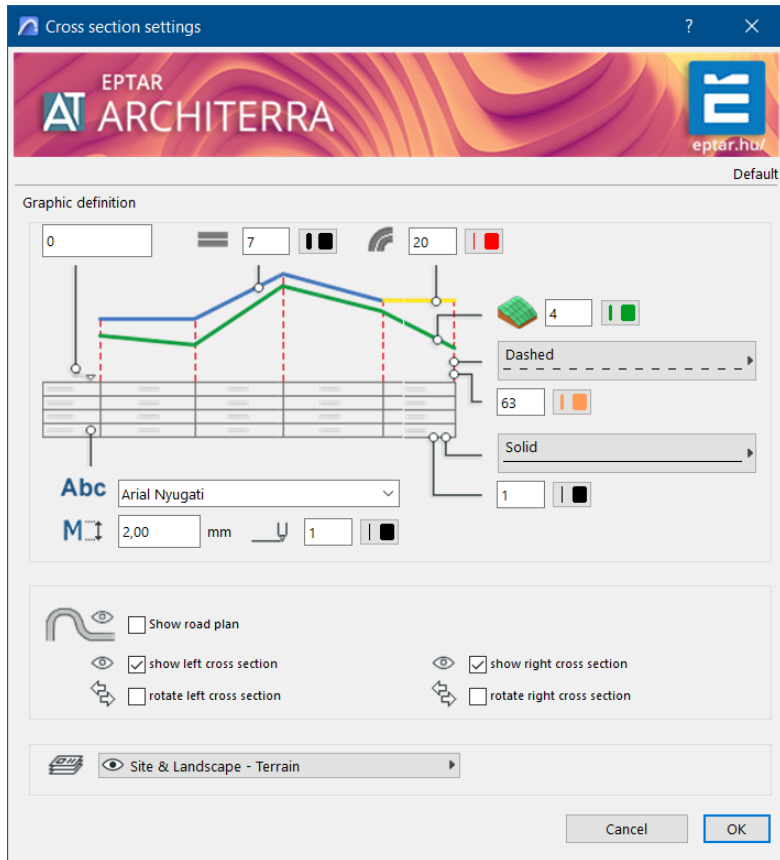 Cross section settings
?
EPTAR
AT ARCHITERRA
eptar.hu/
Default
Graphic definition
0
7
20
4
Dashed
63
Solid
1
Abc
Arial Nyugati
M
2,00
mm
1
Show road plan
show left cross section
show right cross section
rotate left cross section
rotate right cross section
Site & Landscape - Terrain
Cancel
OK